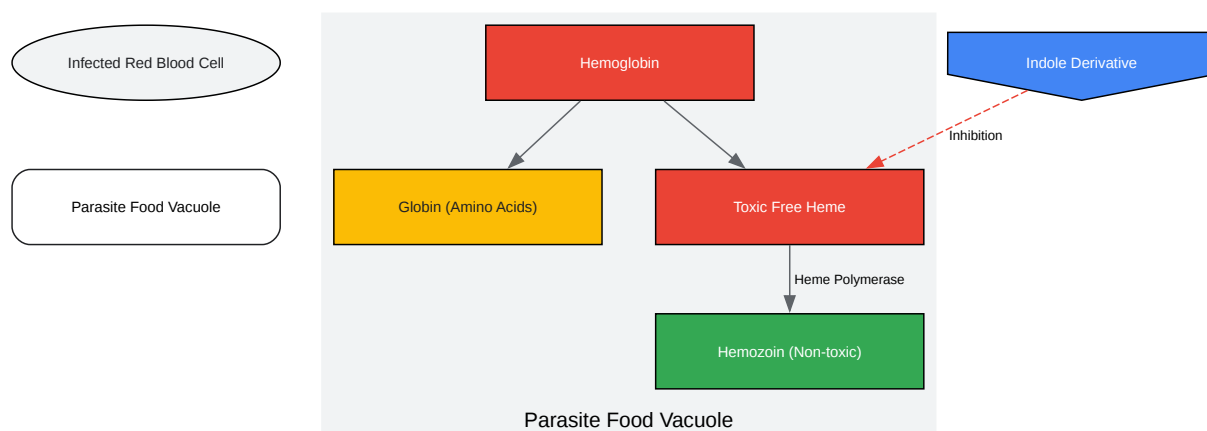 Infected Red Blood Cell
Hemoglobin
Indole Derivative
Inhibition
Parasite Food Vacuole
Globin (Amino Acids)
Toxic Free Heme
Heme Polymerase
Hemozoin (Non-toxic)
Parasite Food Vacuole